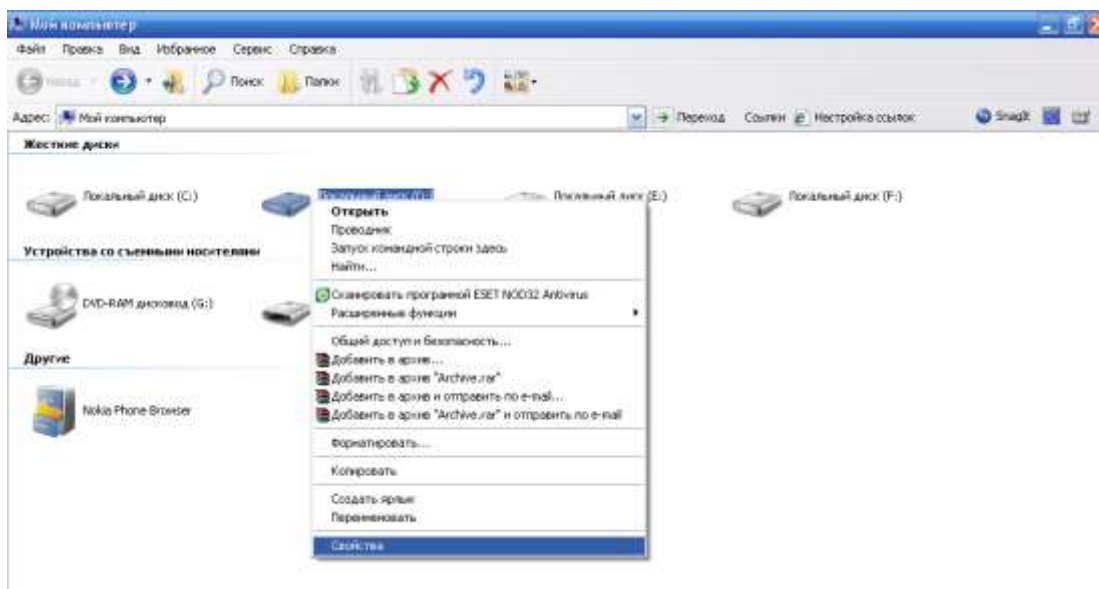 Мой компьютер
Файл Правка Вид Избранное Сервис Справка
Назад Поиск Папки
Адрес: Мой компьютер Переход Ссылки Настройка ссылок SnagIt
Жесткие диски
Локальный диск (C:) Локальный диск (D:) Локальный диск (E:) Локальный диск (F:)
Открыть
Проводник
Запуск командной строки здесь
Найти...
Устройства со съемными носителями
DVD-RAM дисковод (G:)
Сканировать программой ESET NOD32 Antivirus
Расширенные функции
Общий доступ и безопасность...
Другие
Добавить в архив...
Добавить в архив "Archive.rar"
Добавить в архив и отправить по e-mail...
Добавить в архив "Archive.rar" и отправить по e-mail
Nokia Phone Browser
Форматировать...
Копировать
Создать ярлык
Переименовать
Свойства